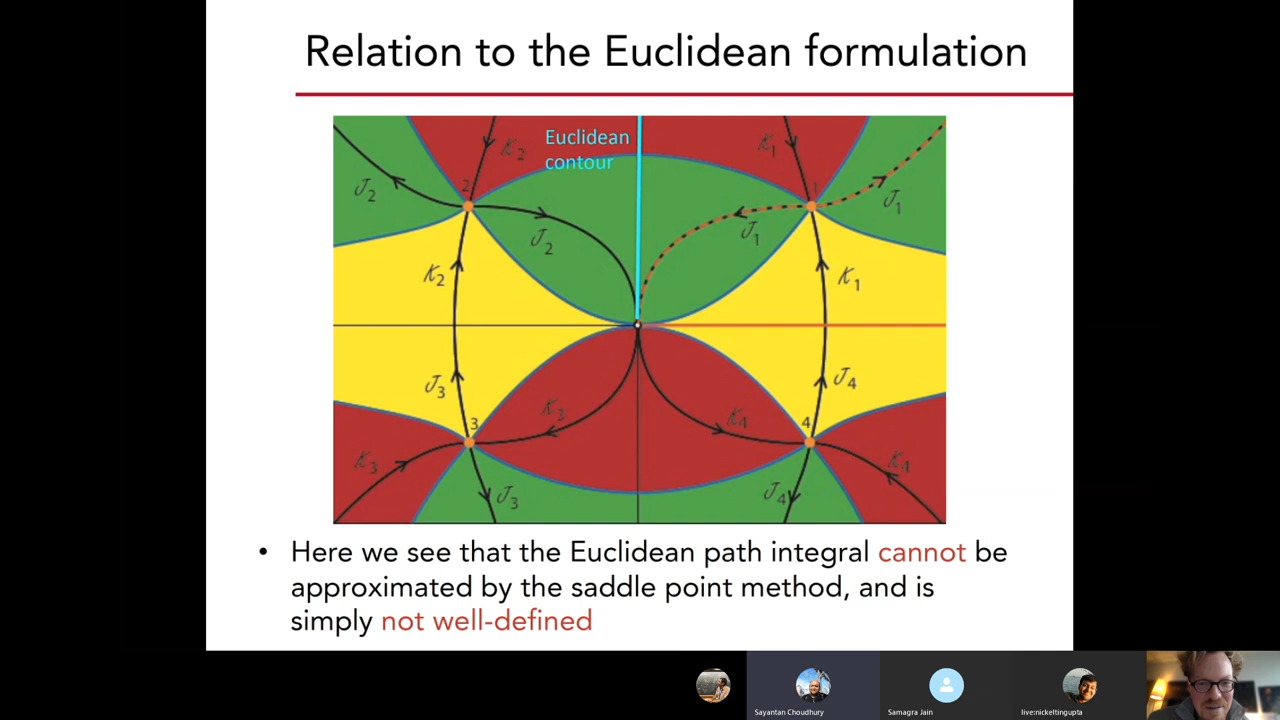 Relation to the Euclidean formulation
Euclidean
contour
K2
K1
J2
2
1
J1
J2
J1
K2
K1
J3
J4
K3
K4
3
4
K3
K4
J3
J4
• Here we see that the Euclidean path integral cannot be
approximated by the saddle point method, and is
simply not well-defined
Sayantan Choudhury
Samagra Jain
live:nickeltingupta